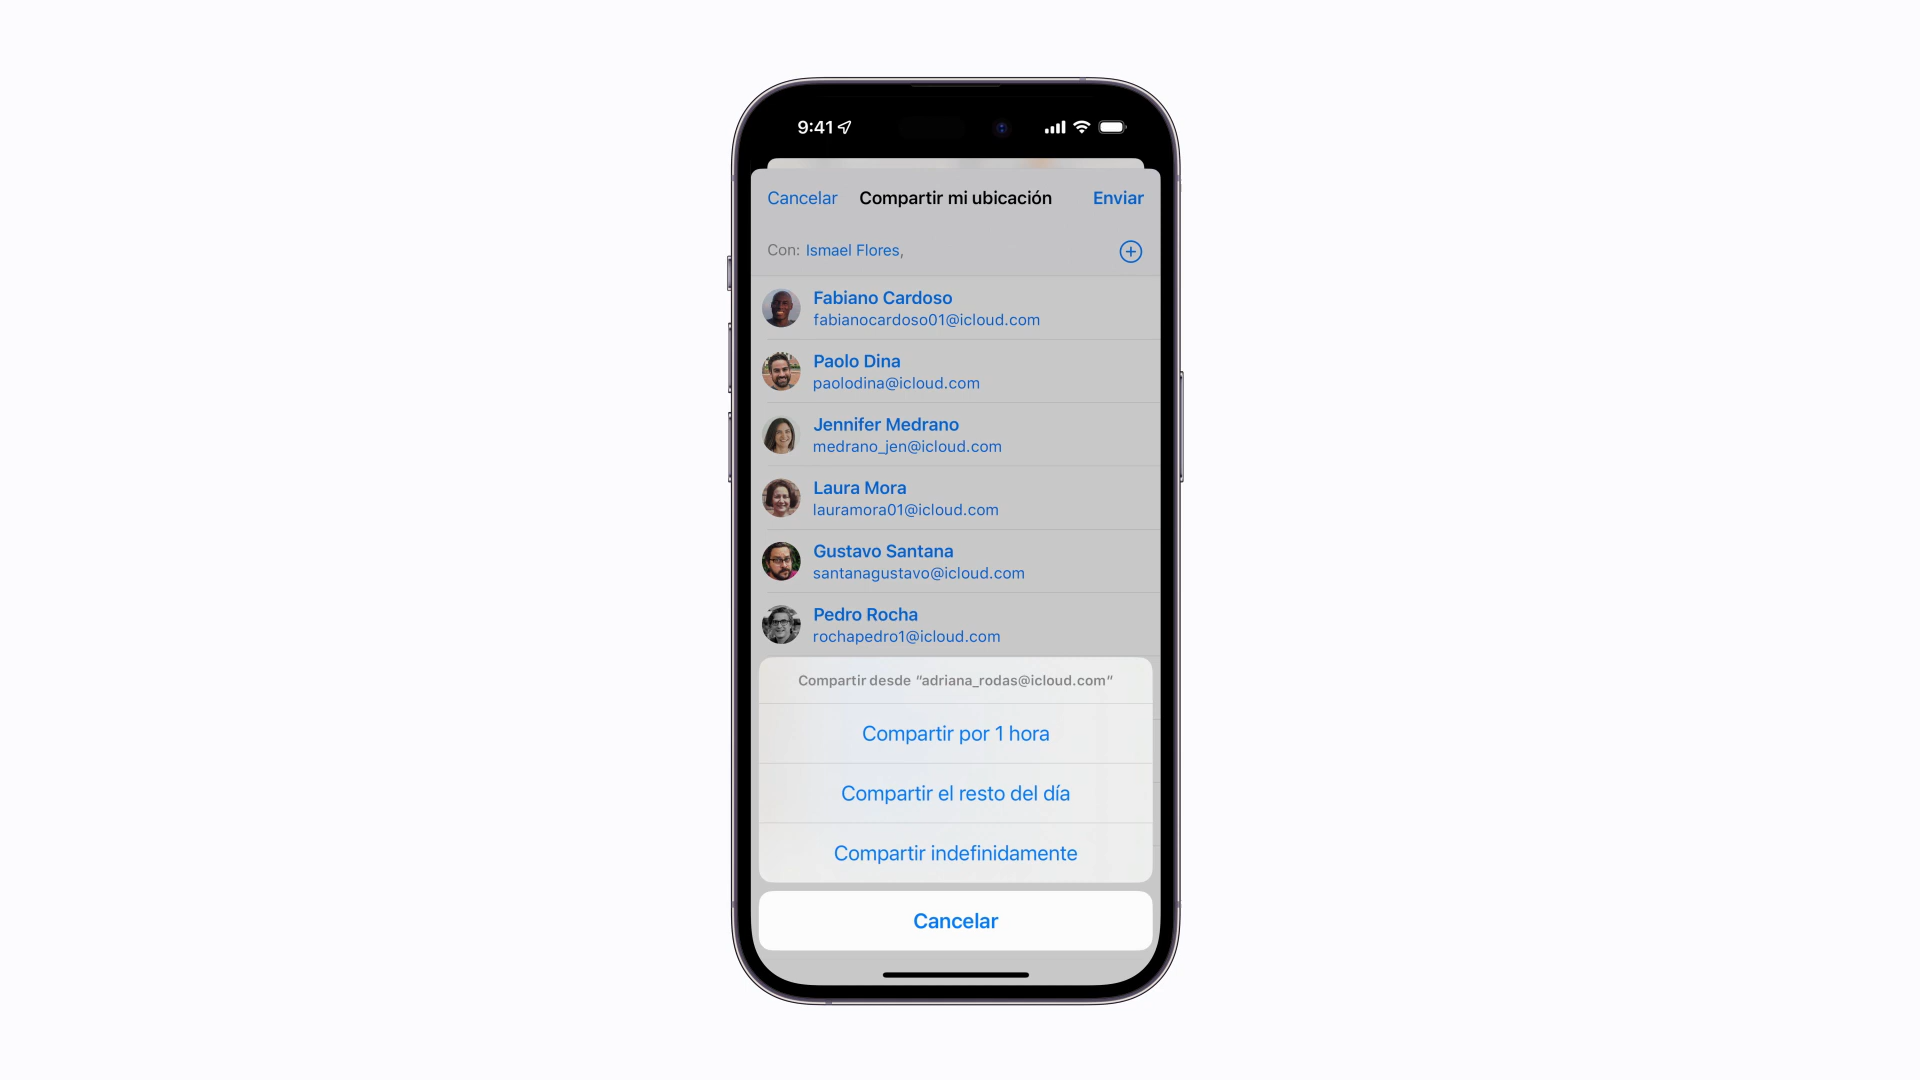 9:41
Cancelar Compartir mi ubicación Enviar
Con: Ismael Flores,
Fabiano Cardoso
fabianocardoso01@icloud.com
Paolo Dina
paolodina@icloud.com
Jennifer Medrano
medrano_jen@icloud.com
Laura Mora
lauramora01@icloud.com
Gustavo Santana
santanagustavo@icloud.com
Pedro Rocha
rochapedro1@icloud.com
Compartir desde “adriana_rodas@icloud.com”
Compartir por 1 hora
Compartir el resto del día
Compartir indefinidamente
Cancelar